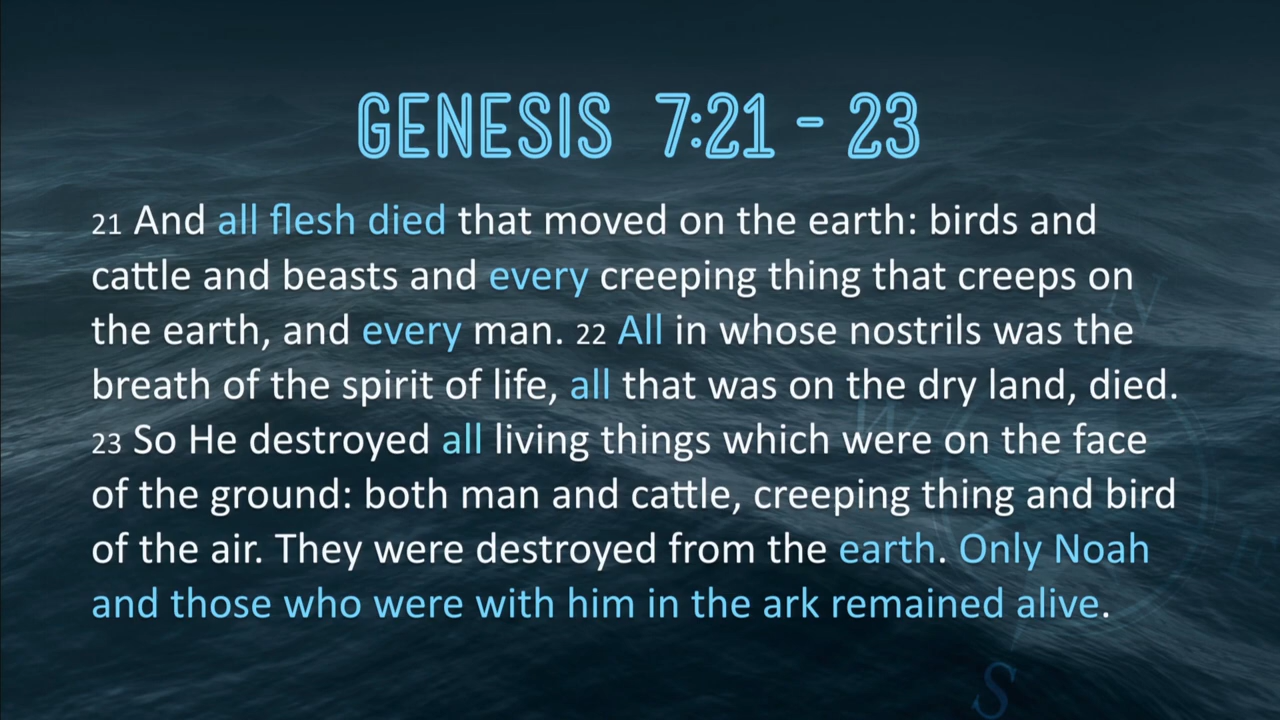 GENESIS 7:21 - 23
21 And all flesh died that moved on the earth: birds and
cattle and beasts and every creeping thing that creeps on
the earth, and every man. 22 All in whose nostrils was the
breath of the spirit of life, all that was on the dry land, died.
23 So He destroyed all living things which were on the face
of the ground: both man and cattle, creeping thing and bird
of the air. They were destroyed from the earth. Only Noah
and those who were with him in the ark remained alive.
N
W
S